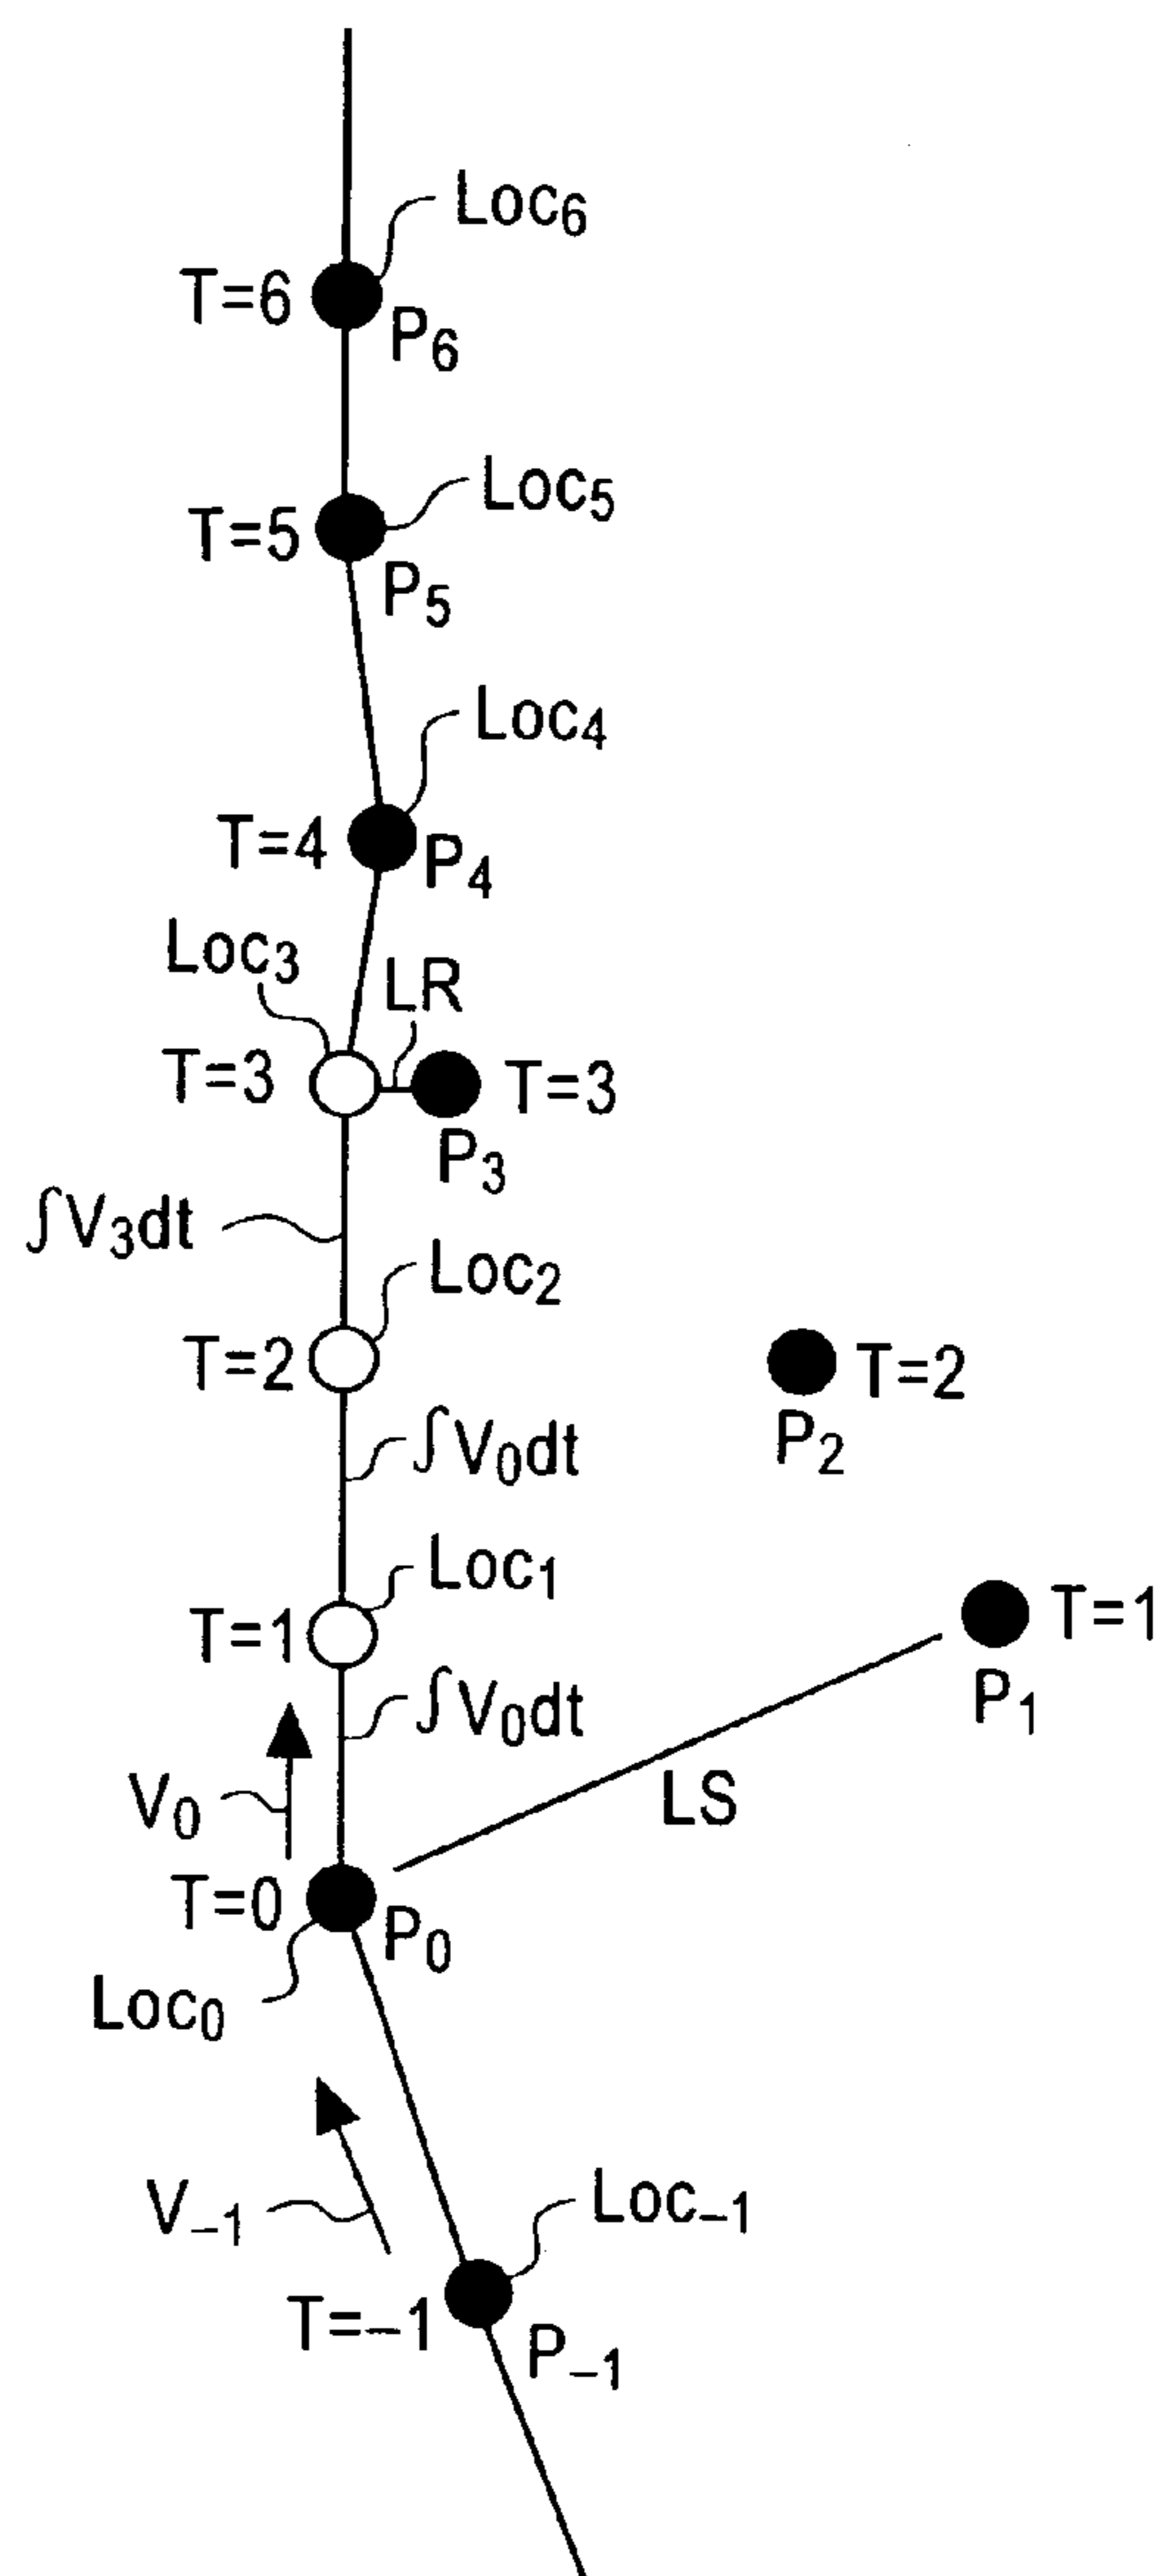 Loc₆
T=6
P₆
Loc₅
T=5
P₅
Loc₄
T=4
P₄
Loc₃
LR
T=3
T=3
P₃
∫V₃dt
Loc₂
T=2
T=2
P₂
∫V₀dt
Loc₁
T=1
T=1
P₁
∫V₀dt
V₀
LS
T=0
P₀
Loc₀
V₋₁
Loc₋₁
T=−1
P₋₁